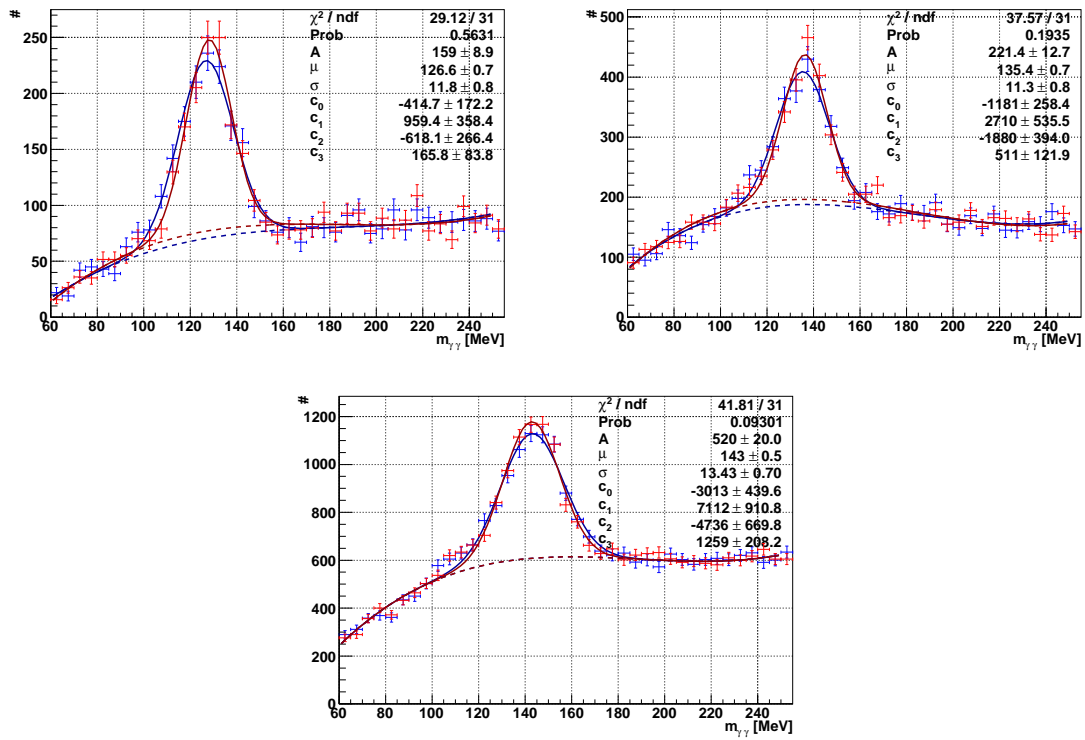 #
χ² / ndf 29.12 / 31
Prob 0.5631
A 159 ± 8.9
μ 126.6 ± 0.7
σ 11.8 ± 0.8
c₀ -414.7 ± 172.2
c₁ 959.4 ± 358.4
c₂ -618.1 ± 266.4
c₃ 165.8 ± 83.8
250
200
150
100
50
0
60 80 100 120 140 160 180 200 220 240
m_γγ [MeV]
#
χ² / ndf 37.57 / 31
Prob 0.1935
A 221.4 ± 12.7
μ 135.4 ± 0.7
σ 11.3 ± 0.8
c₀ -1181 ± 258.4
c₁ 2710 ± 535.5
c₂ -1880 ± 394.0
c₃ 511 ± 121.9
500
400
300
200
100
0
60 80 100 120 140 160 180 200 220 240
m_γγ [MeV]
#
χ² / ndf 41.81 / 31
Prob 0.09301
A 520 ± 20.0
μ 143 ± 0.5
σ 13.43 ± 0.70
c₀ -3013 ± 439.6
c₁ 7112 ± 910.8
c₂ -4736 ± 669.8
c₃ 1259 ± 208.2
1200
1000
800
600
400
200
0
60 80 100 120 140 160 180 200 220 240
m_γγ [MeV]